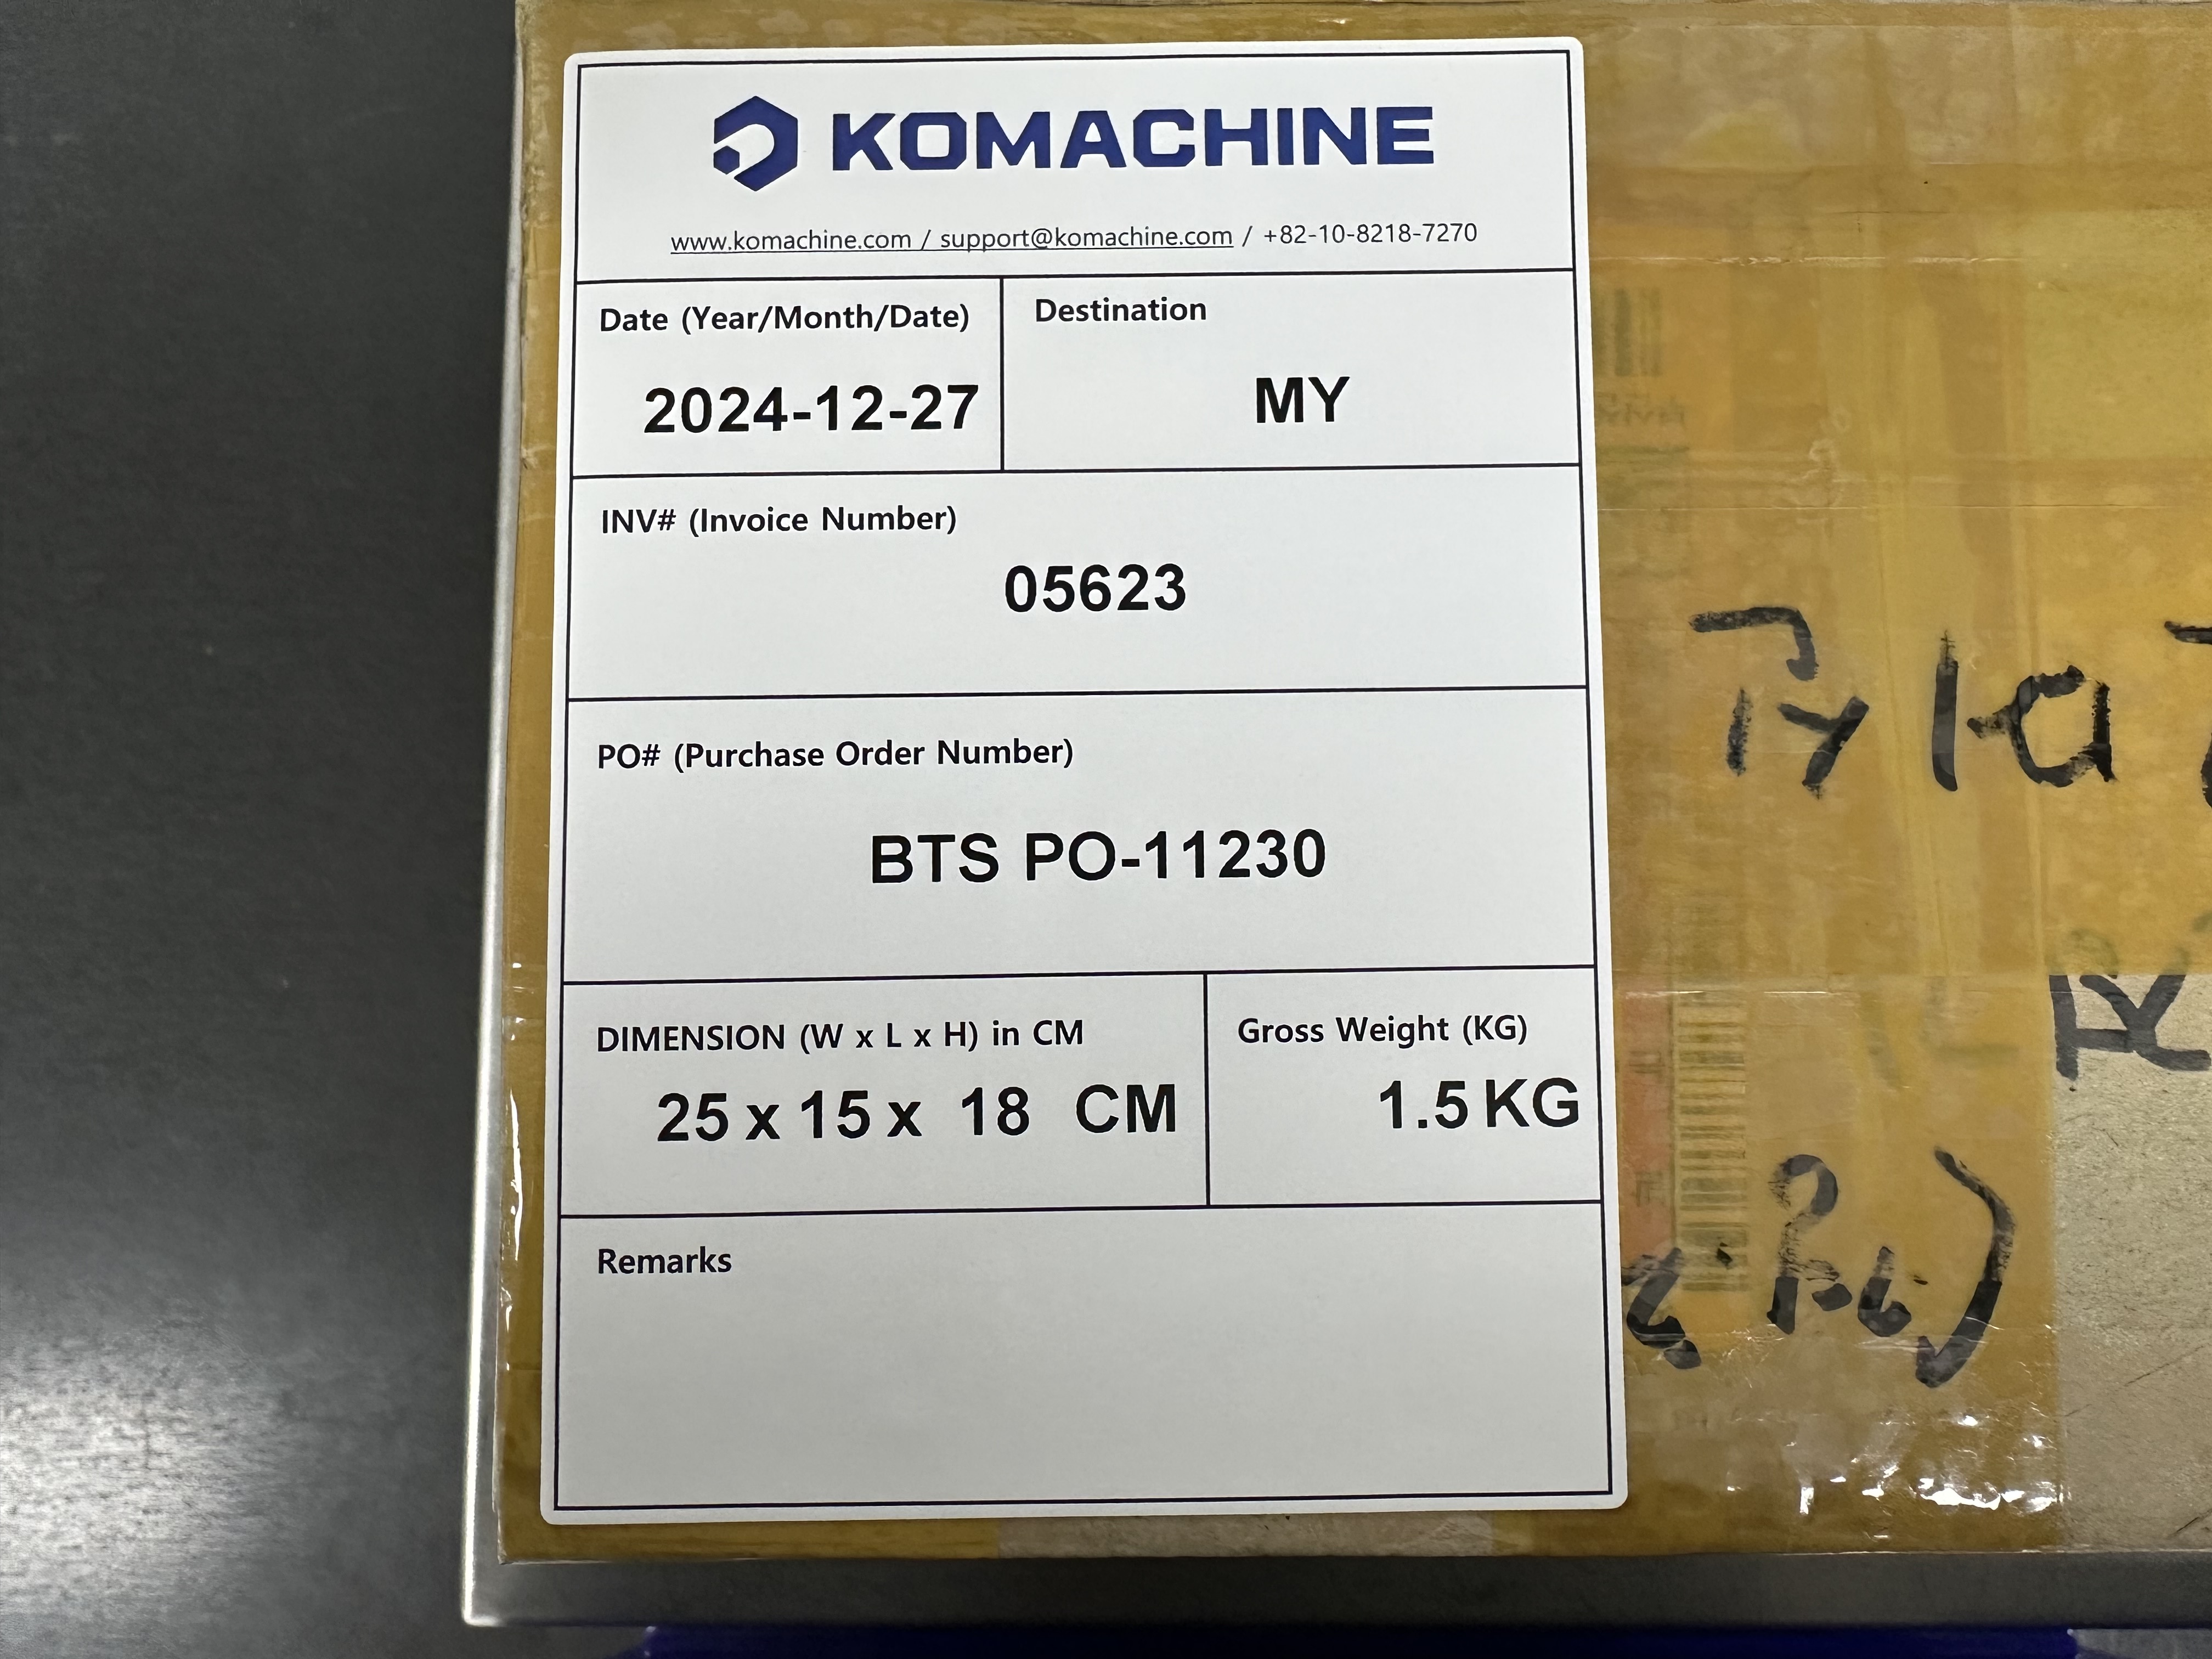 KOMACHINE
www.komachine.com / support@komachine.com / +82-10-8218-7270
Date (Year/Month/Date)
2024-12-27
Destination
MY
INV# (Invoice Number)
05623
PO# (Purchase Order Number)
BTS PO-11230
DIMENSION (W x L x H) in CM
25 x 15 x 18 CM
Gross Weight (KG)
1.5 KG
Remarks